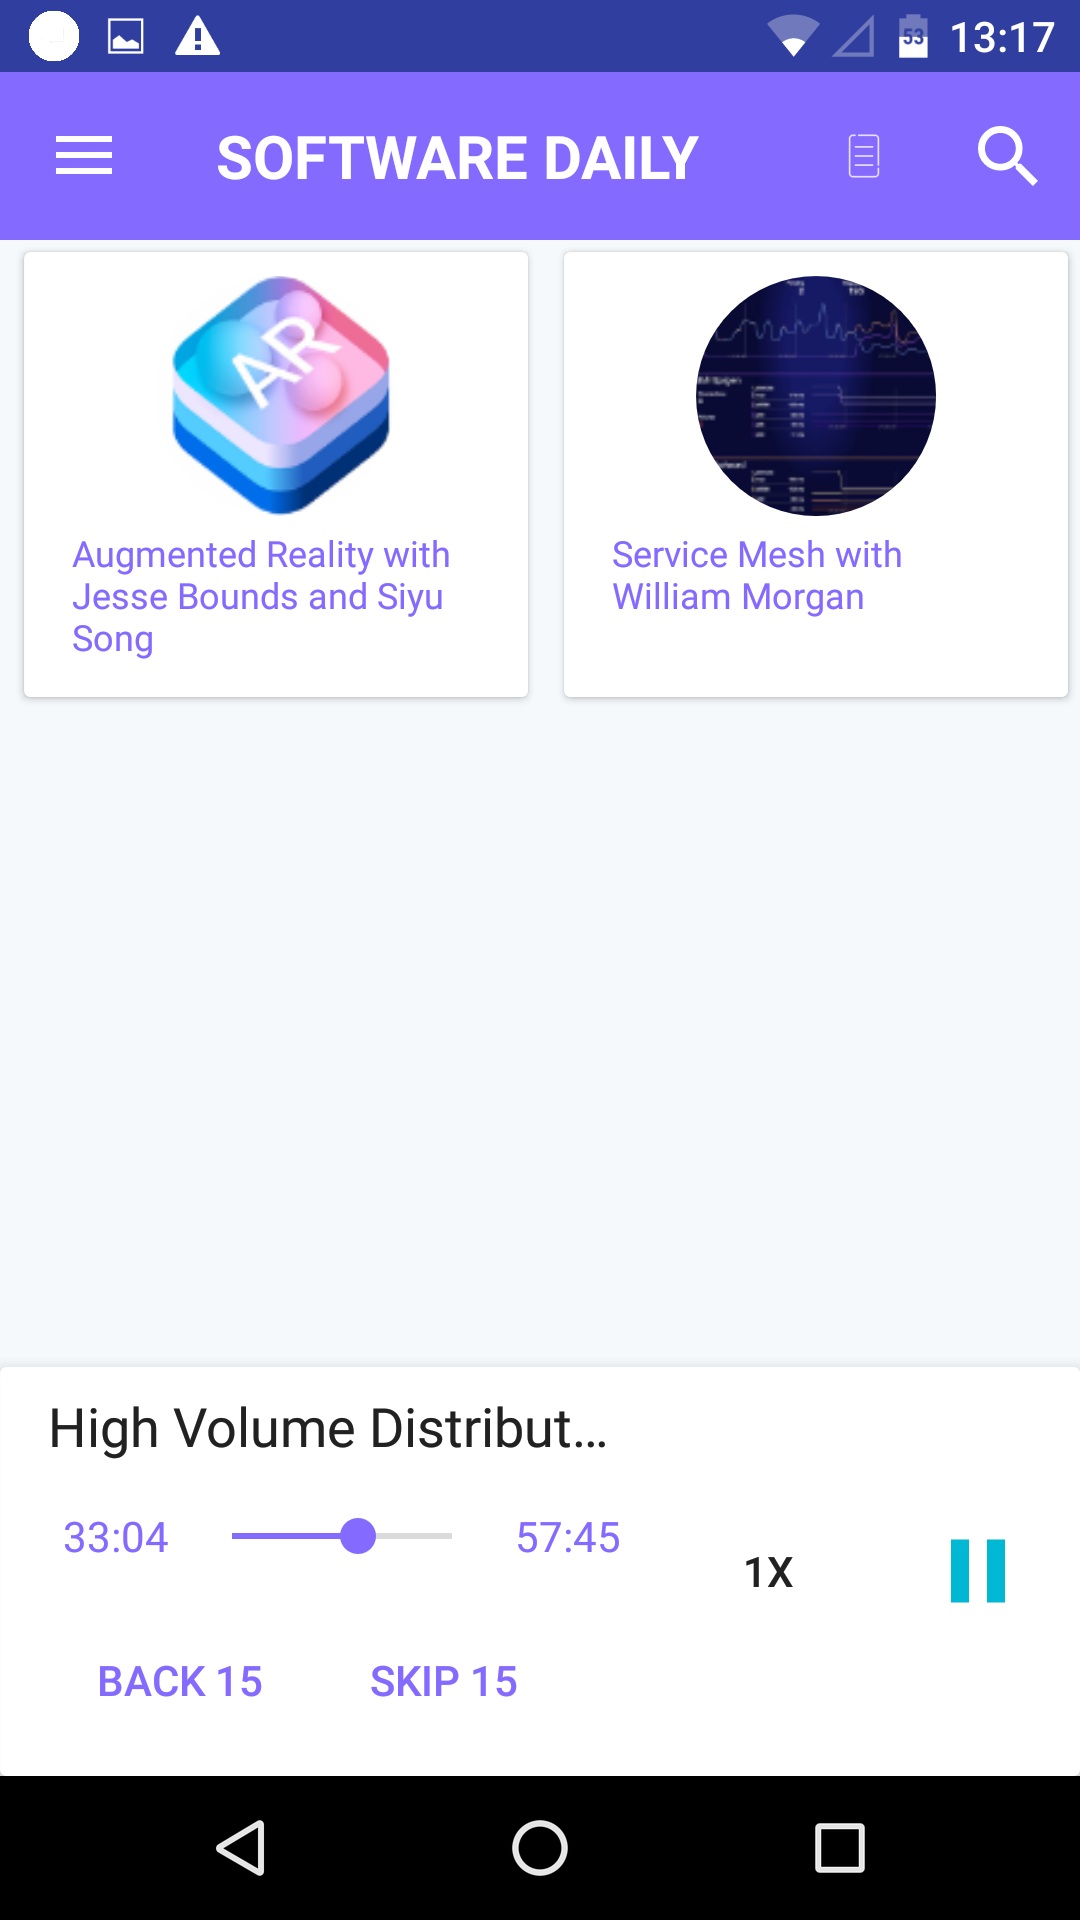 53 13:17
SOFTWARE DAILY
AR
Augmented Reality with
Jesse Bounds and Siyu
Song
Service Mesh with
William Morgan
High Volume Distribut...
33:04 57:45
1X
BACK 15 SKIP 15